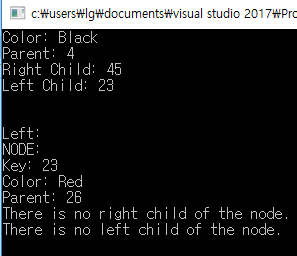 c:₩users₩lg₩documents₩visual studio 2017₩Pro
Color: Black
Parent: 4
Right Child: 45
Left Child: 23
Left:
NODE:
Key: 23
Color: Red
Parent: 26
There is no right child of the node.
There is no left child of the node.